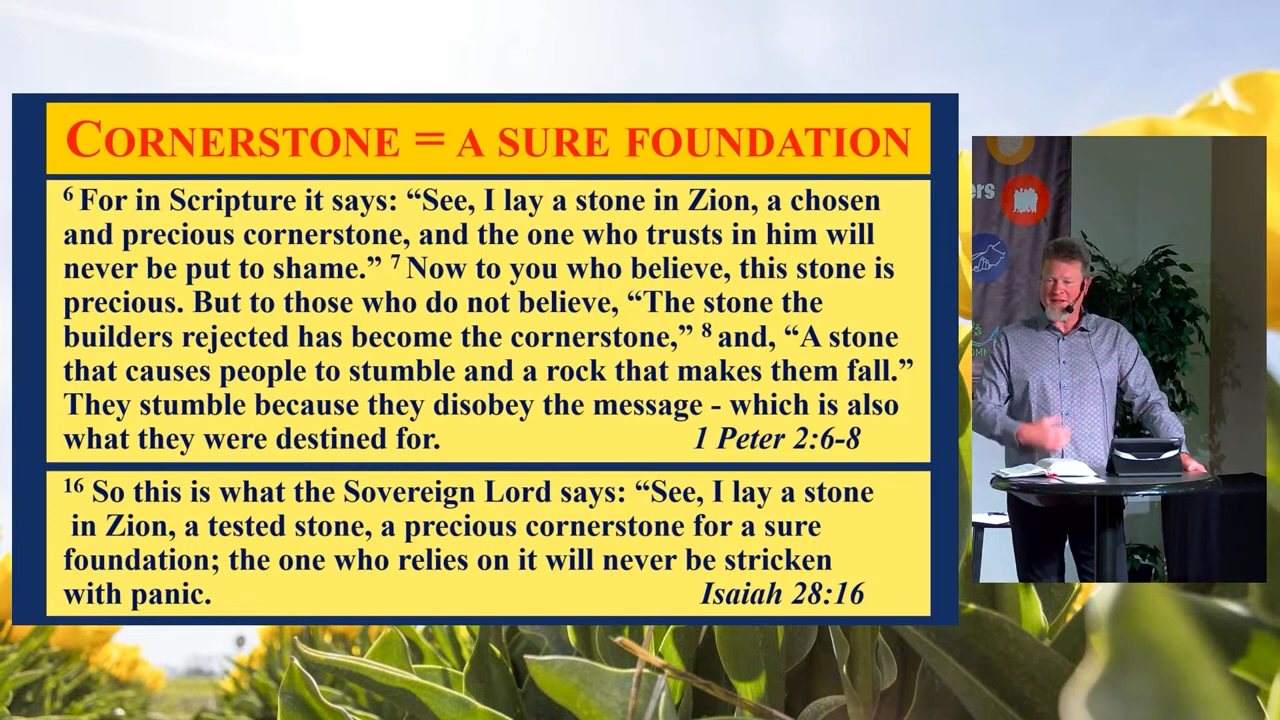 CORNERSTONE = A SURE FOUNDATION
6 For in Scripture it says: “See, I lay a stone in Zion, a chosen
and precious cornerstone, and the one who trusts in him will
never be put to shame.” 7 Now to you who believe, this stone is
precious. But to those who do not believe, “The stone the
builders rejected has become the cornerstone,” 8 and, “A stone
that causes people to stumble and a rock that makes them fall.”
They stumble because they disobey the message - which is also
what they were destined for. 1 Peter 2:6-8
16 So this is what the Sovereign Lord says: “See, I lay a stone
in Zion, a tested stone, a precious cornerstone for a sure
foundation; the one who relies on it will never be stricken
with panic. Isaiah 28:16
ers